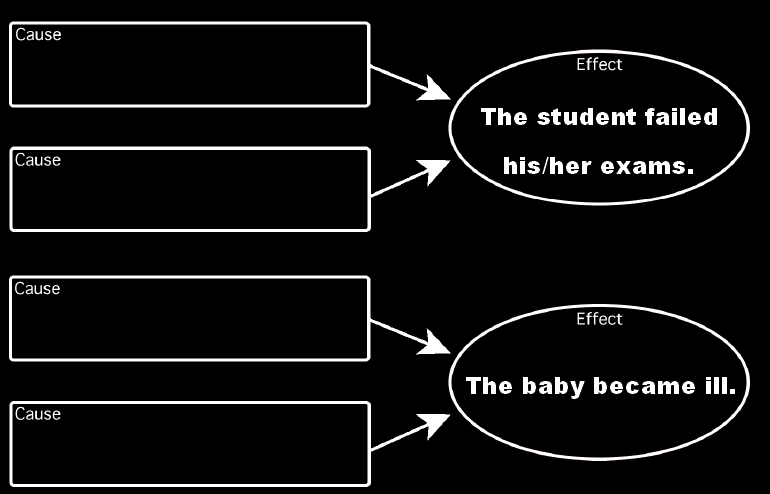 Cause
Effect
The student failed
his/her exams.
Cause
Cause
Effect
The baby became ill.
Cause